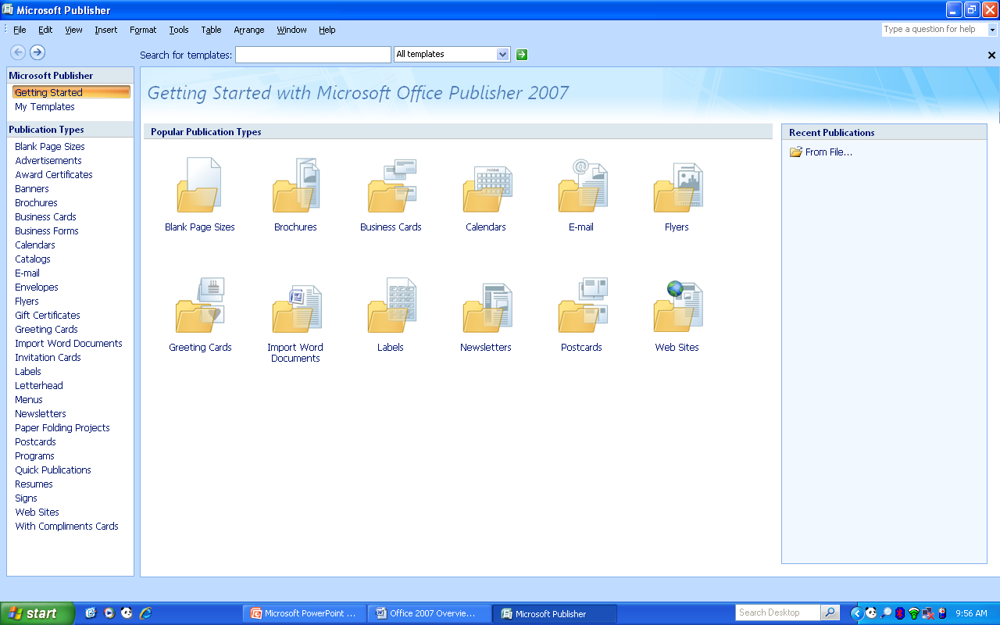 Microsoft Publisher
File Edit View Insert Format Tools Table Arrange Window Help
Type a question for help
Search for templates: All templates
Microsoft Publisher
Getting Started
My Templates
Publication Types
Blank Page Sizes
Advertisements
Award Certificates
Banners
Brochures
Business Cards
Business Forms
Calendars
Catalogs
E-mail
Envelopes
Flyers
Gift Certificates
Greeting Cards
Import Word Documents
Invitation Cards
Labels
Letterhead
Menus
Newsletters
Paper Folding Projects
Postcards
Programs
Quick Publications
Resumes
Signs
Web Sites
With Compliments Cards
Getting Started with Microsoft Office Publisher 2007
Popular Publication Types
Blank Page Sizes Brochures Business Cards Calendars E-mail Flyers
Greeting Cards Import Word Labels Newsletters Postcards Web Sites
Documents
Recent Publications
From File...
start Microsoft PowerPoint ... Office 2007 Overvie... Microsoft Publisher Search Desktop 9:56 AM